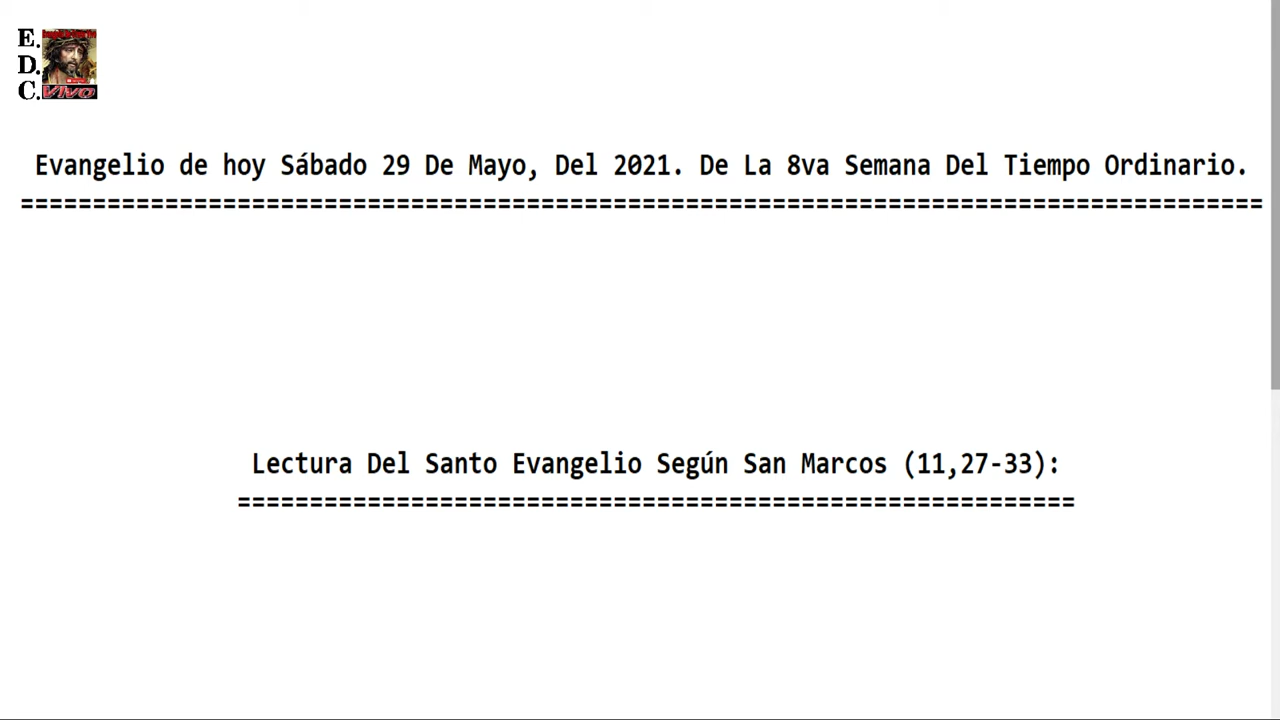 E.
D.
C.
Vivo
Evangelio de hoy Sábado 29 De Mayo, Del 2021. De La 8va Semana Del Tiempo Ordinario.
======================================================================================
Lectura Del Santo Evangelio Según San Marcos (11,27-33):
==========================================================